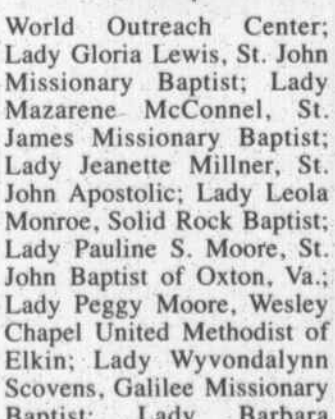 World Outreach Center;
Lady Gloria Lewis, St. John
Missionary Baptist; Lady
Mazarene McConnel, St.
James Missionary Baptist;
Lady Jeanette Millner, St.
John Apostolic; Lady Leola
Monroe, Solid Rock Baptist;
Lady Pauline S. Moore, St.
John Baptist of Oxton, Va.;
Lady Peggy Moore, Wesley
Chapel United Methodist of
Elkin; Lady Wyvondalynn
Scovens, Galilee Missionary
Baptist; Lady Barbara